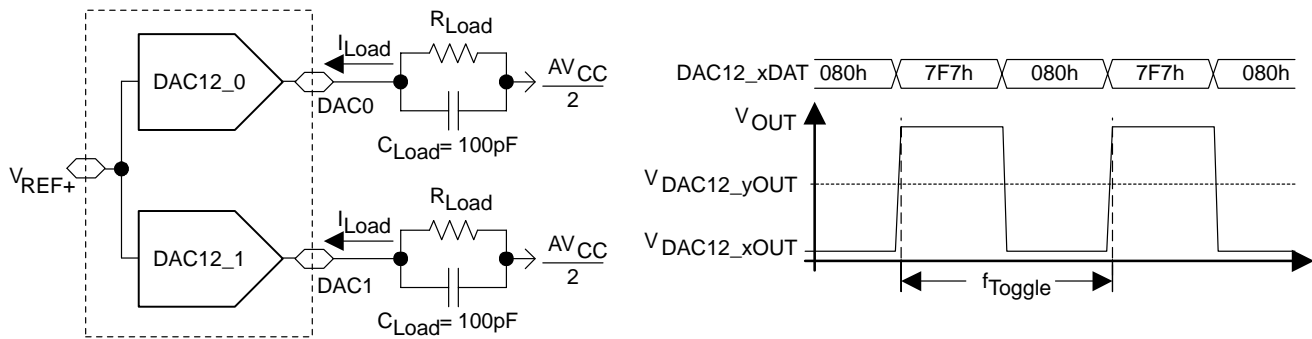 DAC12_0
DAC0
I_Load
R_Load
C_Load = 100pF
AV_CC
2
V_REF+
DAC12_1
DAC1
I_Load
R_Load
C_Load = 100pF
AV_CC
2
DAC12_xDAT 080h 7F7h 080h 7F7h 080h
V_OUT
V_DAC12_yOUT
V_DAC12_xOUT
f_Toggle